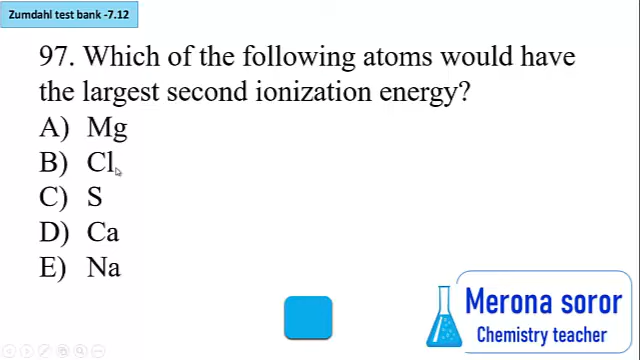 Zumdahl test bank -7.12
97. Which of the following atoms would have
the largest second ionization energy?
A) Mg
B) Cl
C) S
D) Ca
E) Na
Merona soror
Chemistry teacher